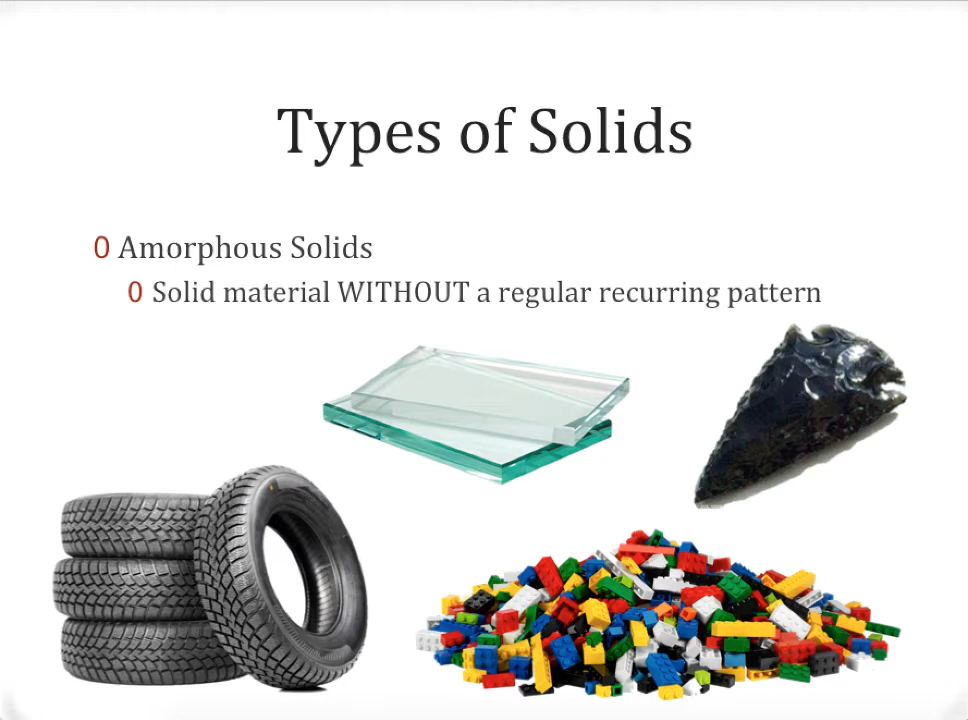 Types of Solids
0 Amorphous Solids
0 Solid material WITHOUT a regular recurring pattern